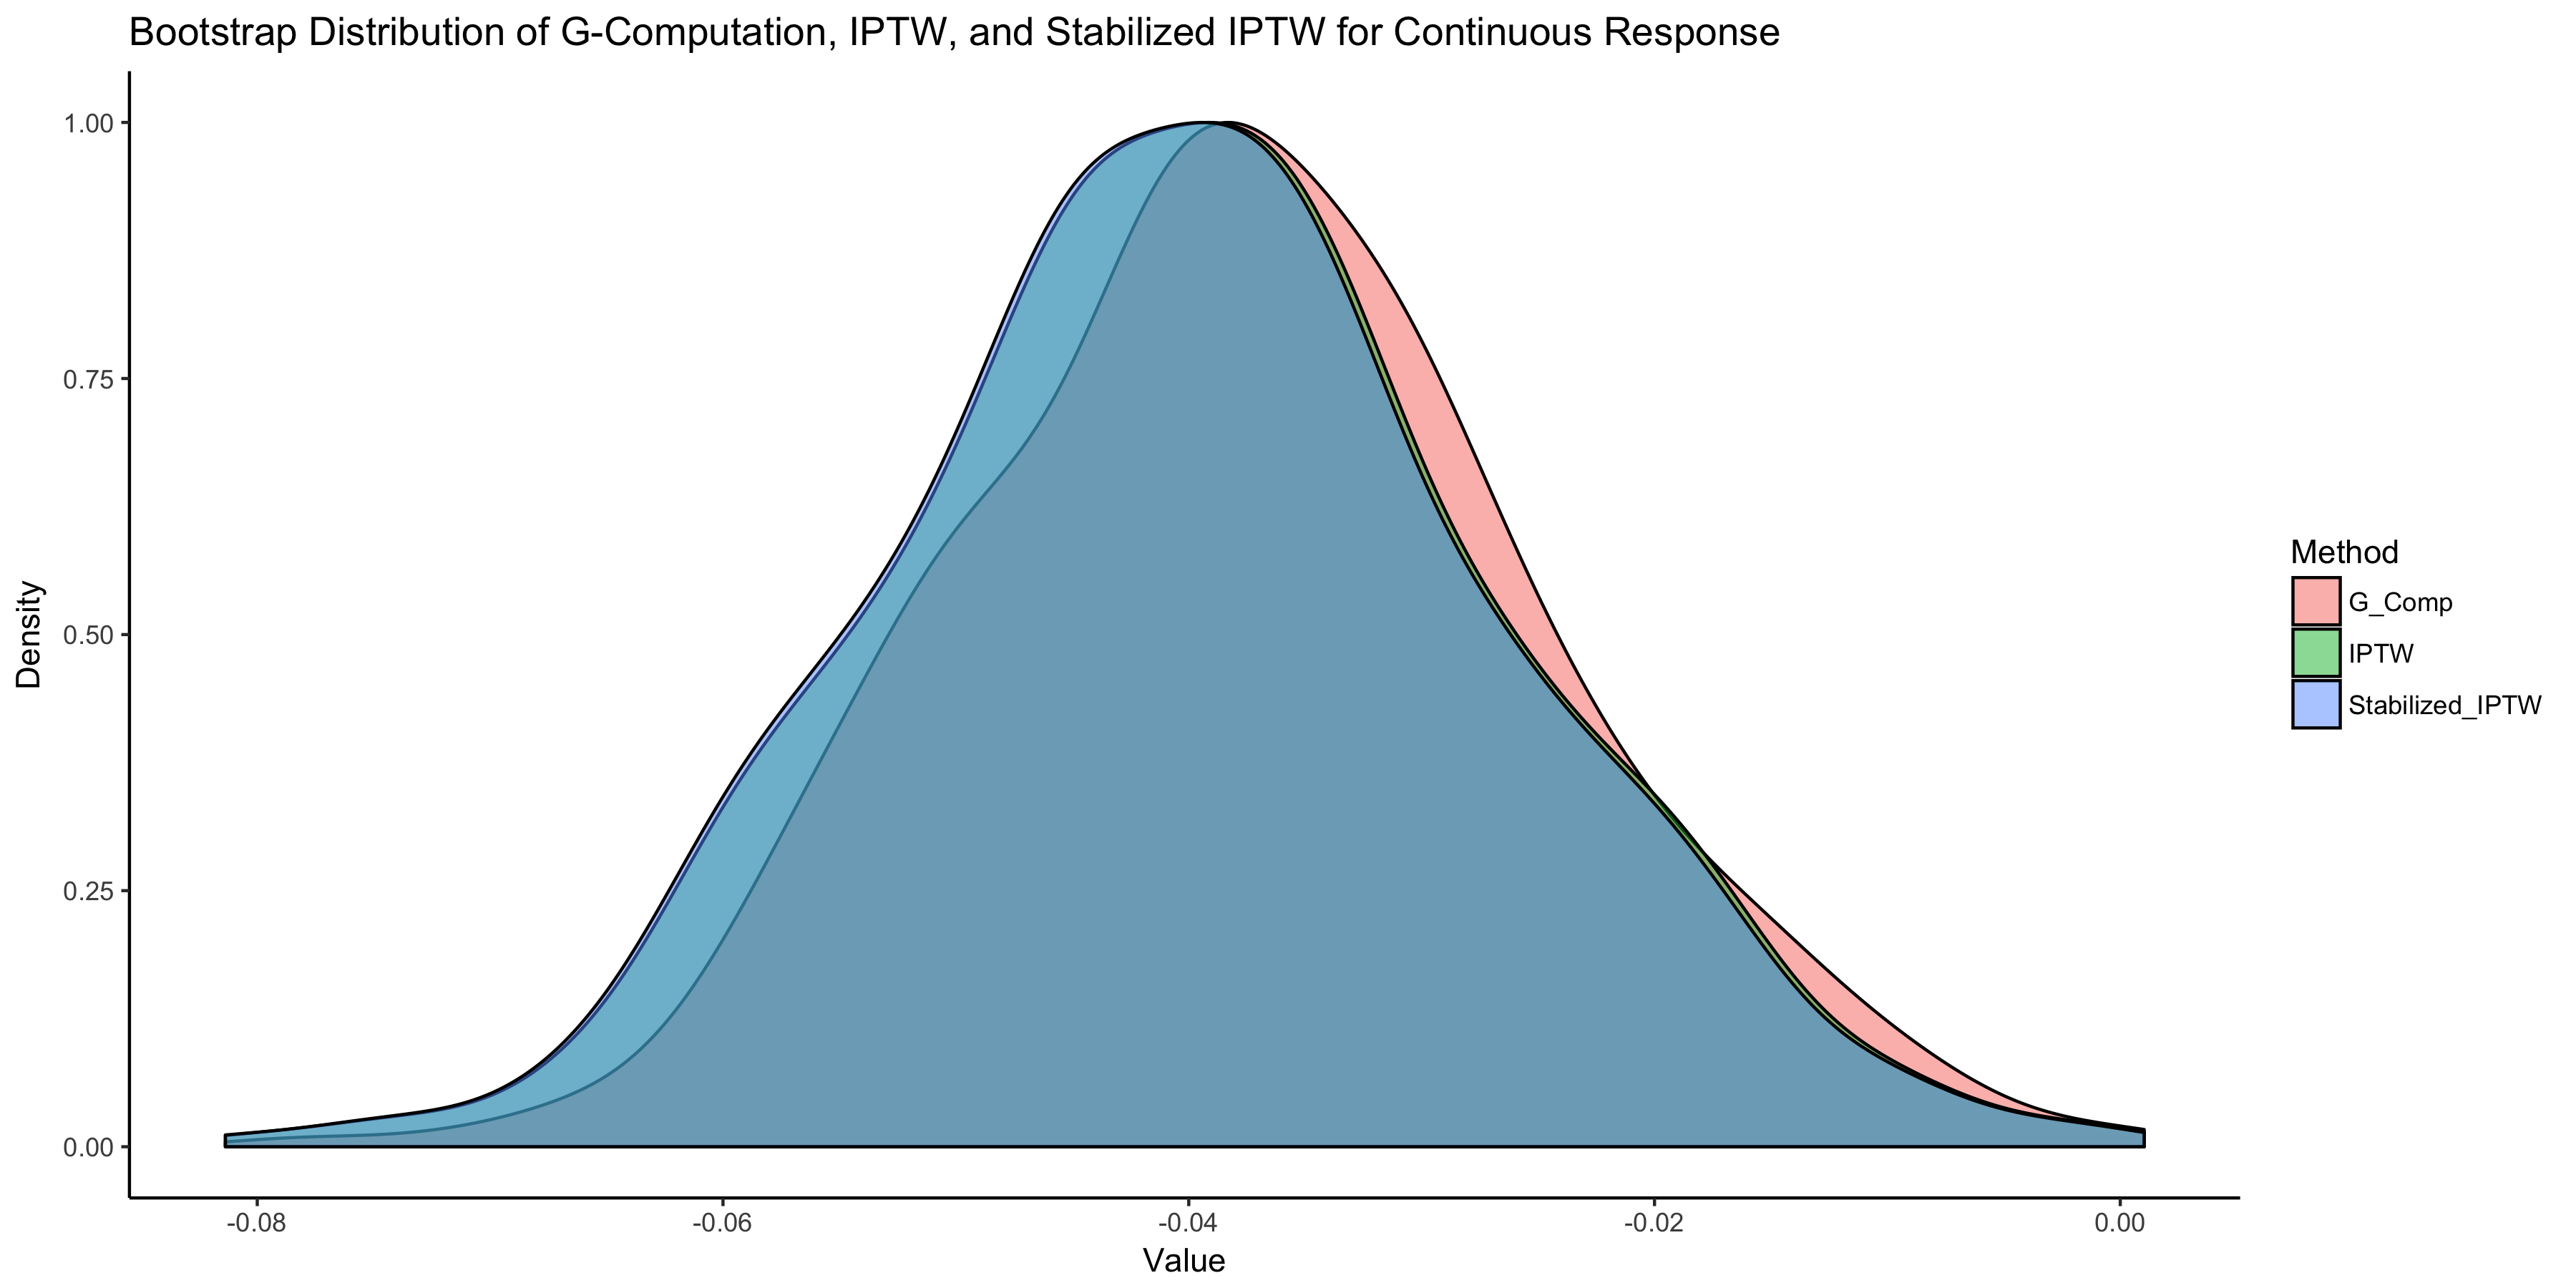 Bootstrap Distribution of G-Computation, IPTW, and Stabilized IPTW for Continuous Response
1.00
0.75
0.50
0.25
0.00
Density
-0.08
-0.06
-0.04
-0.02
0.00
Value
Method
G_Comp
IPTW
Stabilized_IPTW